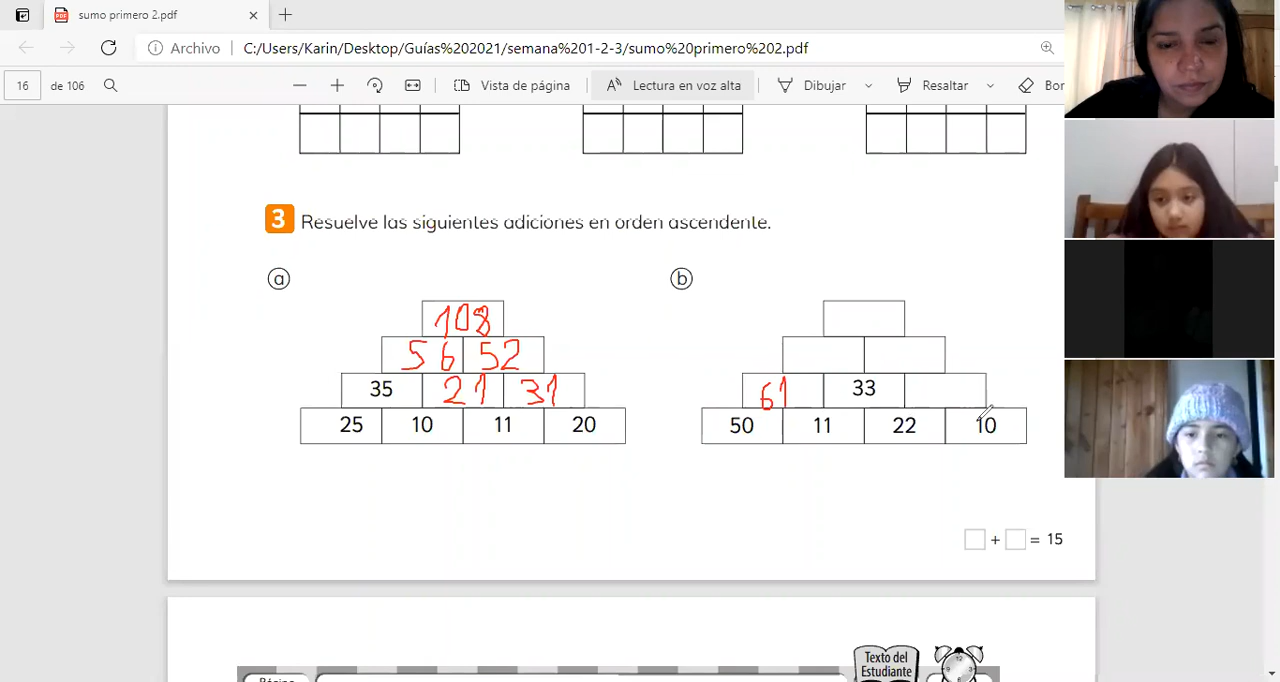 sumo primero 2.pdf
Archivo
C:/Users/Karin/Desktop/Guías%202021/semana%201-2-3/sumo%20primero%202.pdf
16 de 106
Vista de página
Lectura en voz alta
Dibujar
Resaltar
Bor
3 Resuelve las siguientes adiciones en orden ascendente.
a
108
56 52
35 21 31
25 10 11 20
b
61 33
50 11 22 10
+ = 15
Texto del
Estudiante